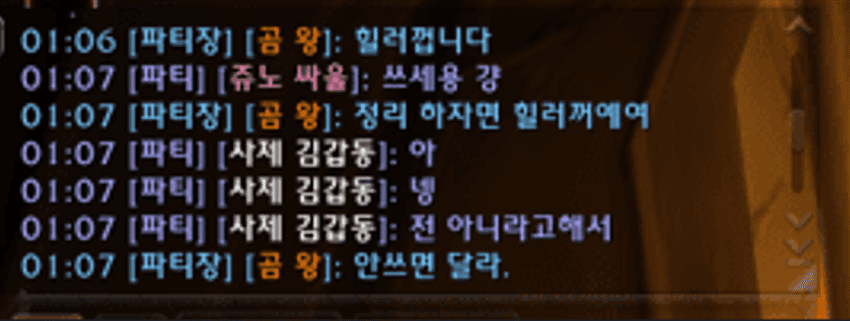 01:06 [파티장] [곰 왕]: 힐러껍니다
01:07 [파티] [쥬노 싸울]: 쓰세용 걍
01:07 [파티장] [곰 왕]: 정리 하자면 힐러꺼예여
01:07 [파티] [사제 김갑동]: 아
01:07 [파티] [사제 김갑동]: 넹
01:07 [파티] [사제 김갑동]: 전 아니라고해서
01:07 [파티장] [곰 왕]: 안쓰면 달라.